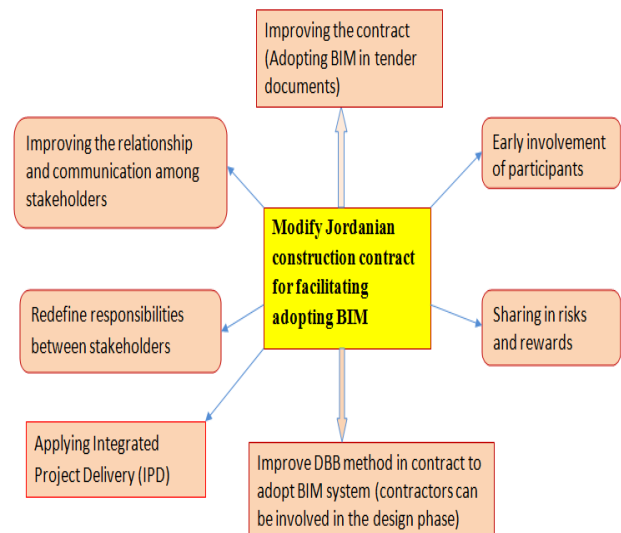 Improving the contract
(Adopting BIM in tender
documents)
Improving the relationship
and communication among
stakeholders
Early involvement
of participants
Modify Jordanian
construction contract
for facilitating
adopting BIM
Redefine responsibilities
between stakeholders
Sharing in risks
and rewards
Applying Integrated
Project Delivery (IPD)
Improve DBB method in contract to
adopt BIM system (contractors can
be involved in the design phase)